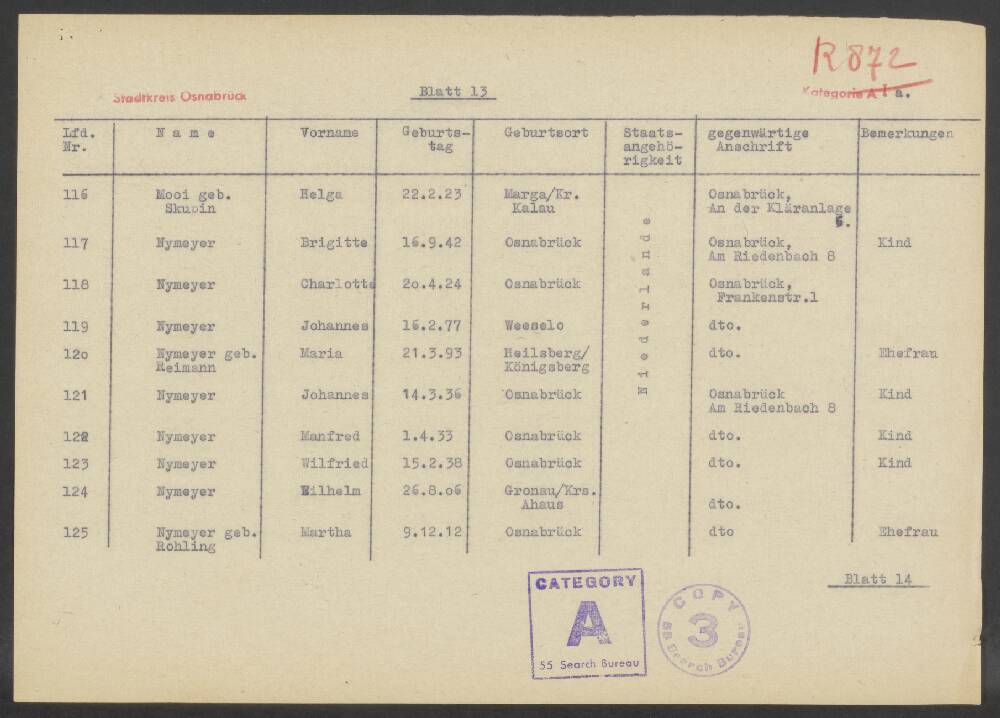 R872
Stadtkreis Osnabrück Blatt 13 Kategorie A I a.
Lfd. Nr. Name Vorname Geburts-tag Geburtsort Staats-angehö-rigkeit gegenwärtige Anschrift Bemerkungen
116 Mooi geb. Helga 22.2.23 Marga/Kr. Osnabrück,
Skupin Kalau An der Kläranlage
6.
117 Nymeyer Brigitte 16.9.42 Osnabrück Osnabrück, Kind
Am Riedenbach 8
118 Nymeyer Charlotte 2o.4.24 Osnabrück Osnabrück,
Frankenstr.1
119 Nymeyer Johannes 16.2.77 Weeselo dto.
12o Nymeyer geb. Maria 21.3.93 Heilsberg/ dto. Ehefrau
Reimann Königsberg
121 Nymeyer Johannes 14.3.36 Osnabrück Osnabrück Kind
Am Riedenbach 8
122 Nymeyer Manfred 1.4.33 Osnabrück dto. Kind
123 Nymeyer Wilfried 15.2.38 Osnabrück dto. Kind
124 Nymeyer Wilhelm 26.8.o6 Gronau/Krs.
Ahaus dto.
125 Nymeyer geb. Martha 9.12.12 Osnabrück dto Ehefrau
Rohling
Niederlande
Blatt 14
CATEGORY
A
55 Search Bureau
COPY
3
55 Search Bureau